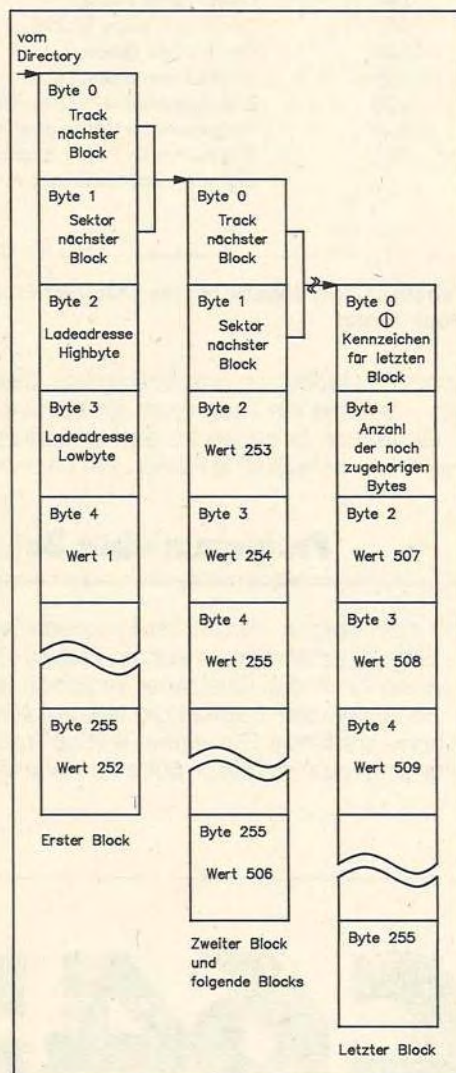 vom
Directory
Byte 0
Track
nächster
Block
Byte 1
Sektor
nächster
Block
Byte 2
Ladeadresse
Highbyte
Byte 3
Ladeadresse
Lowbyte
Byte 4
Wert 1
Byte 255
Wert 252
Erster Block
Byte 0
Track
nächster
Block
Byte 1
Sektor
nächster
Block
Byte 2
Wert 253
Byte 3
Wert 254
Byte 4
Wert 255
Byte 255
Wert 506
Zweiter Block
und
folgende Blocks
Byte 0
0
Kennzeichen
für letzten
Block
Byte 1
Anzahl
der noch
zugehörigen
Bytes
Byte 2
Wert 507
Byte 3
Wert 508
Byte 4
Wert 509
Byte 255
Letzter Block